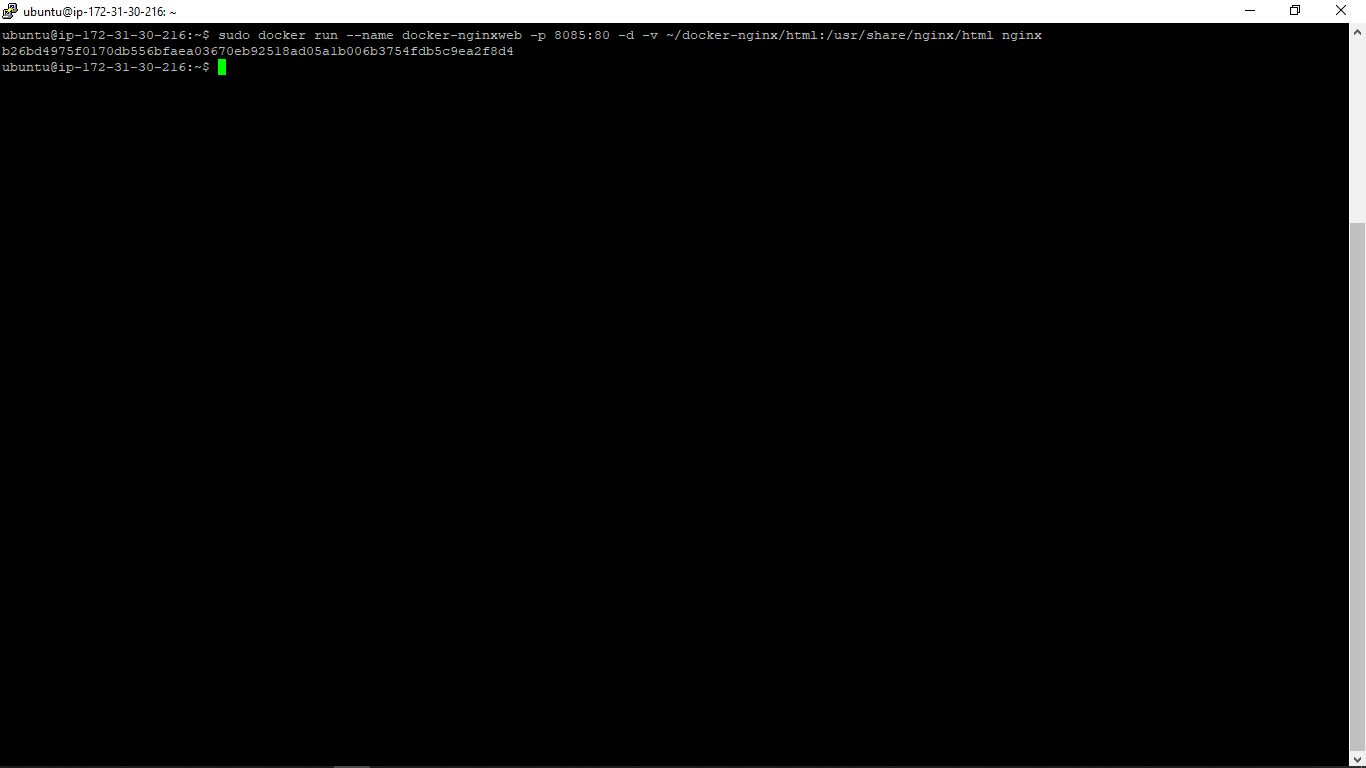 ubuntu@ip-172-31-30-216: ~
ubuntu@ip-172-31-30-216:~$ sudo docker run --name docker-nginxweb -p 8085:80 -d -v ~/docker-nginx/html:/usr/share/nginx/html nginx
b26bd4975f0170db556bfaea03670eb92518ad05a1b006b3754fdb5c9ea2f8d4
ubuntu@ip-172-31-30-216:~$